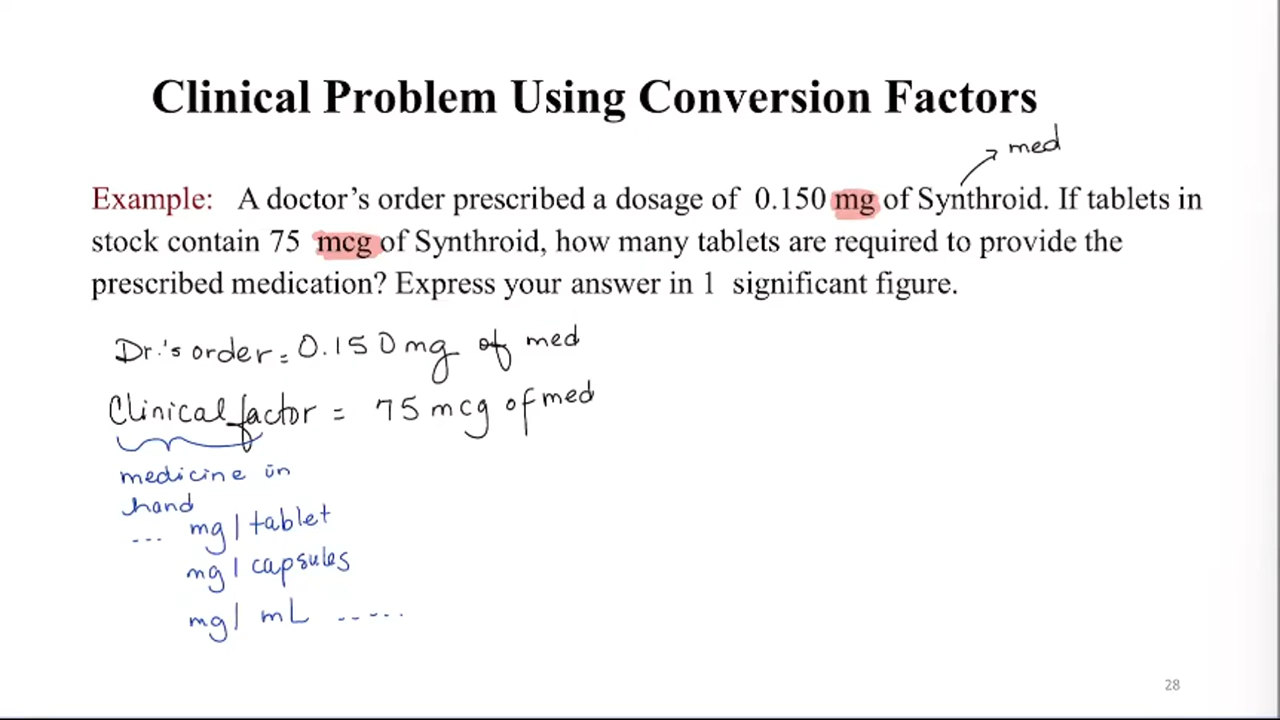 Clinical Problem Using Conversion Factors
med
Example: A doctor's order prescribed a dosage of 0.150 mg of Synthroid. If tablets in
stock contain 75 mcg of Synthroid, how many tablets are required to provide the
prescribed medication? Express your answer in 1 significant figure.
Dr.'s order = 0.150 mg of med
Clinical factor = 75 mcg of med
medicine in
hand
... mg / tablet
mg / capsules
mg / mL .....
28